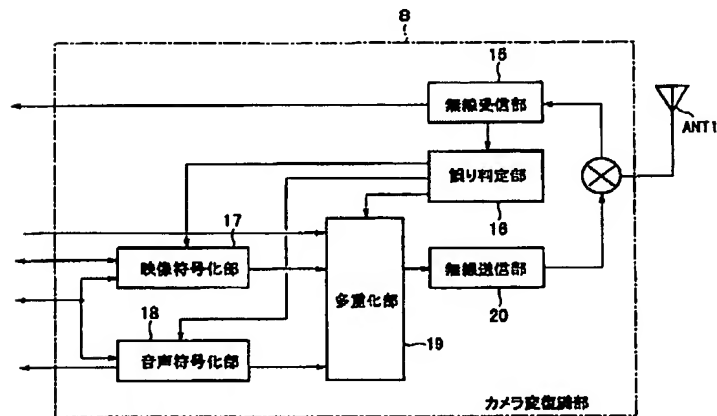 8
15
無線受信部
ANT1
誤り判定部
16
17
映像符号化部
多重化部
無線送信部
20
18
音声符号化部
19
カメラ変復調部